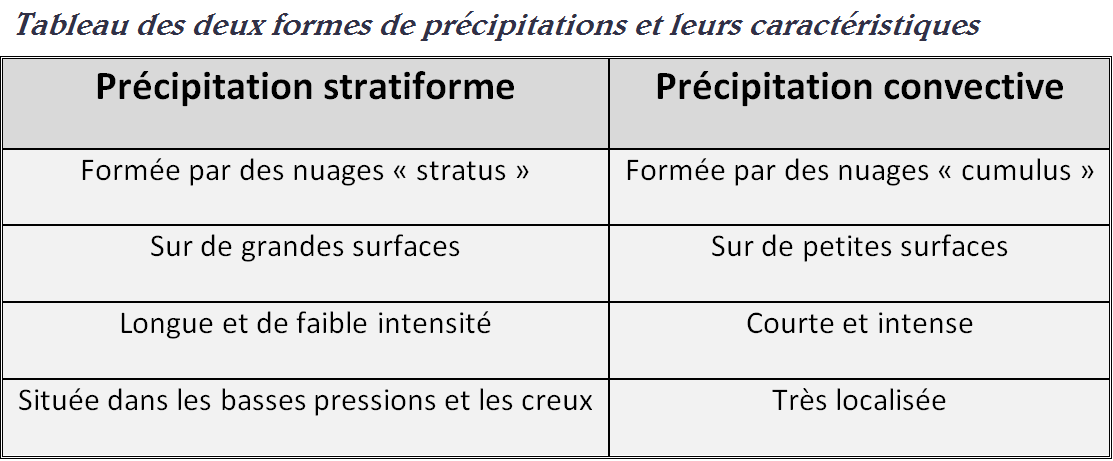 Tableau des deux formes de précipitations et leurs caractéristiques
Précipitation stratiforme
Précipitation convective
Formée par des nuages « stratus »
Formée par des nuages « cumulus »
Sur de grandes surfaces
Sur de petites surfaces
Longue et de faible intensité
Courte et intense
Située dans les basses pressions et les creux
Très localisée